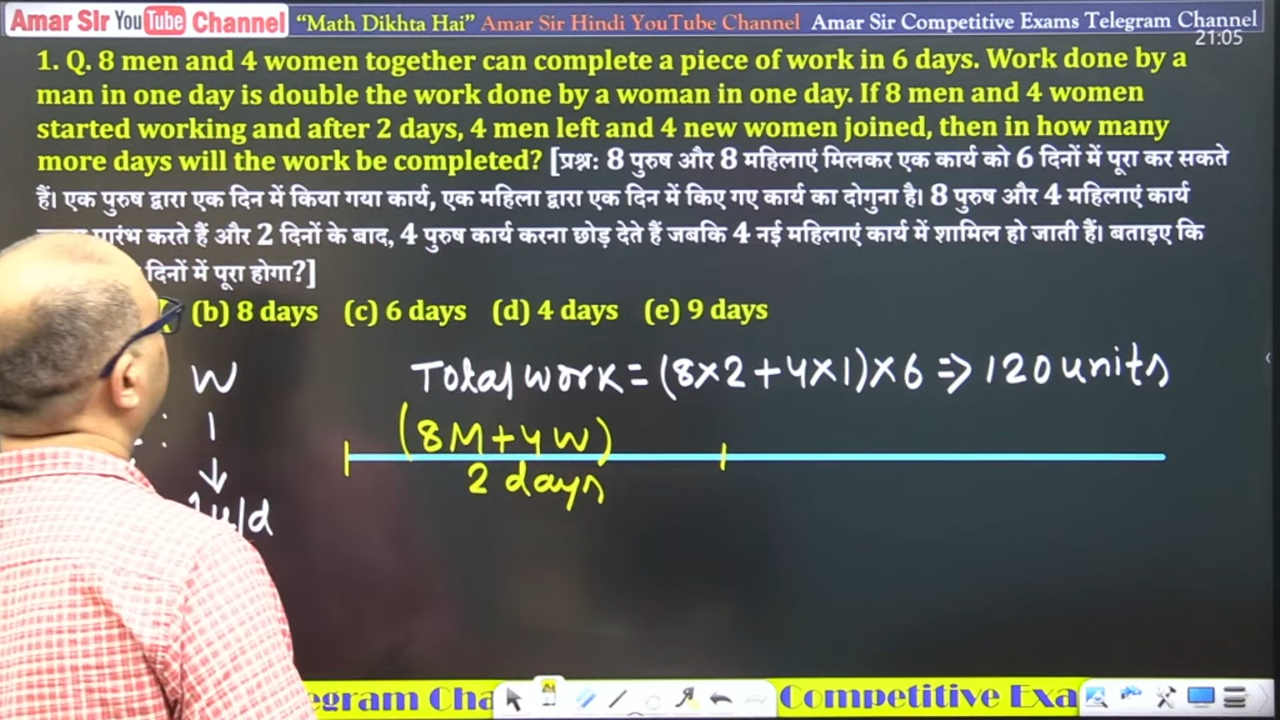 Amar SIr YouTube Channel “Math Dikhta Hai” Amar Sir Hindi YouTube Channel Amar Sir Competitive Exams Telegram Channel
21:05
1. Q. 8 men and 4 women together can complete a piece of work in 6 days. Work done by a
man in one day is double the work done by a woman in one day. If 8 men and 4 women
started working and after 2 days, 4 men left and 4 new women joined, then in how many
more days will the work be completed? [प्रश्न: 8 पुरुष और 8 महिलाएं मिलकर एक कार्य को 6 दिनों में पूरा कर सकते
हैं। एक पुरुष द्वारा एक दिन में किया गया कार्य, एक महिला द्वारा एक दिन में किए गए कार्य का दोगुना है। 8 पुरुष और 4 महिलाएं कार्य
करते हैं और 2 दिनों के बाद, 4 पुरुष कार्य करना छोड़ देते हैं जबकि 4 नई महिलाएं कार्य में शामिल हो जाती हैं। बताइए कि
दिनों में पूरा होगा?]
(b) 8 days (c) 6 days (d) 4 days (e) 9 days
W Total work = (8×2+4×1)×6 => 120 units
: 1 (8M+4W)
2 days
u/d
egram Cha Competitive Exa